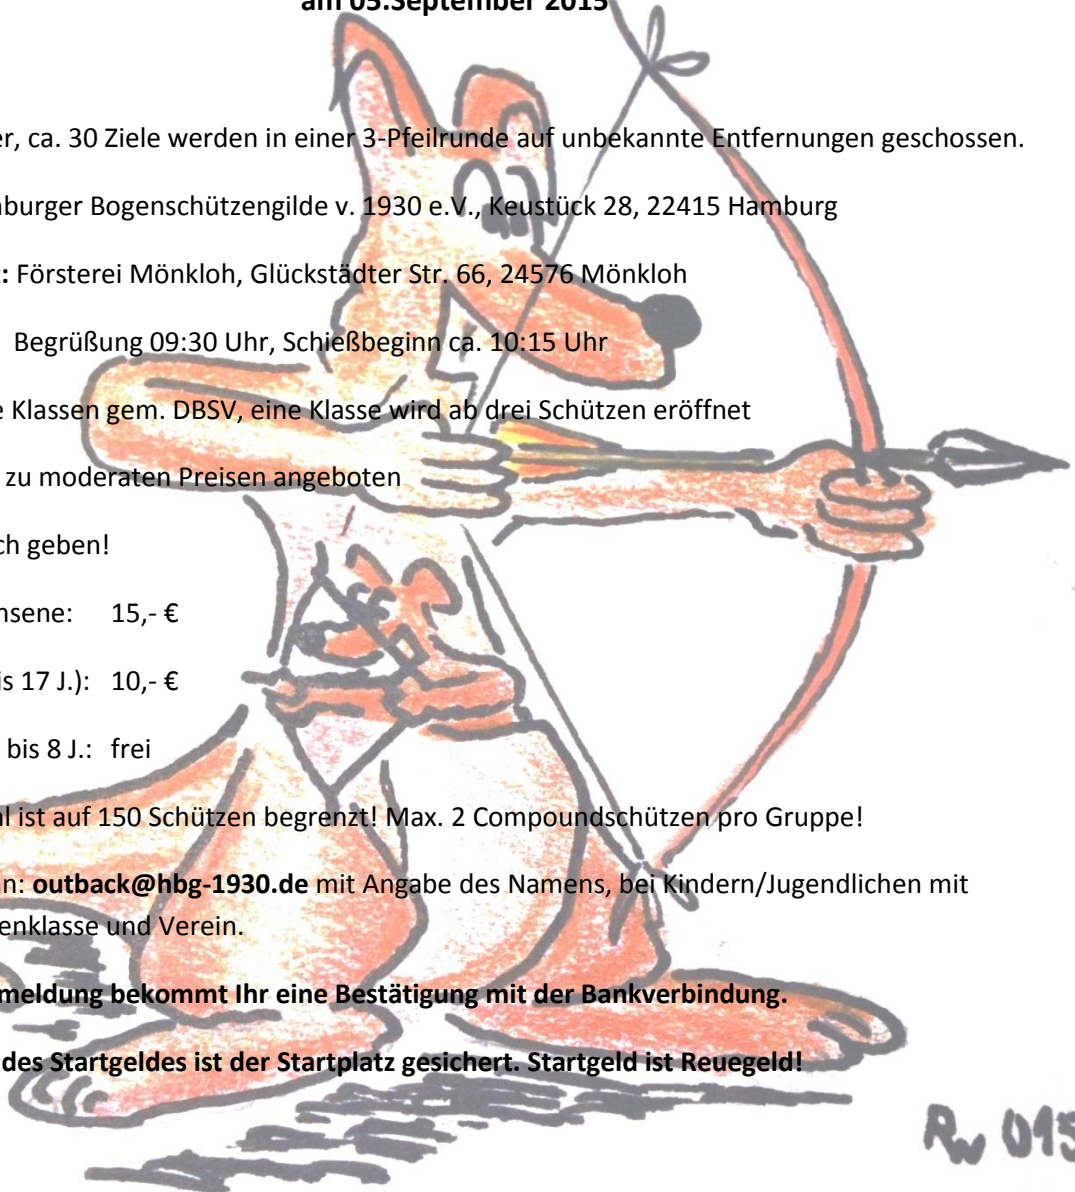 am 05.September 2015
er, ca. 30 Ziele werden in einer 3-Pfeilrunde auf unbekannte Entfernungen geschossen.
nburger Bogenschützengilde v. 1930 e.V., Keustück 28, 22415 Hamburg
: Försterei Mönkloh, Glückstädter Str. 66, 24576 Mönkloh
Begrüßung 09:30 Uhr, Schießbeginn ca. 10:15 Uhr
e Klassen gem. DBSV, eine Klasse wird ab drei Schützen eröffnet
zu moderaten Preisen angeboten
ch geben!
nsene: 15,- €
is 17 J.): 10,- €
bis 8 J.: frei
hl ist auf 150 Schützen begrenzt! Max. 2 Compoundschützen pro Gruppe!
n: outback@hbg-1930.de mit Angabe des Namens, bei Kindern/Jugendlichen mit
enklasse und Verein.
meldung bekommt Ihr eine Bestätigung mit der Bankverbindung.
des Startgeldes ist der Startplatz gesichert. Startgeld ist Reuegeld!
RW 015